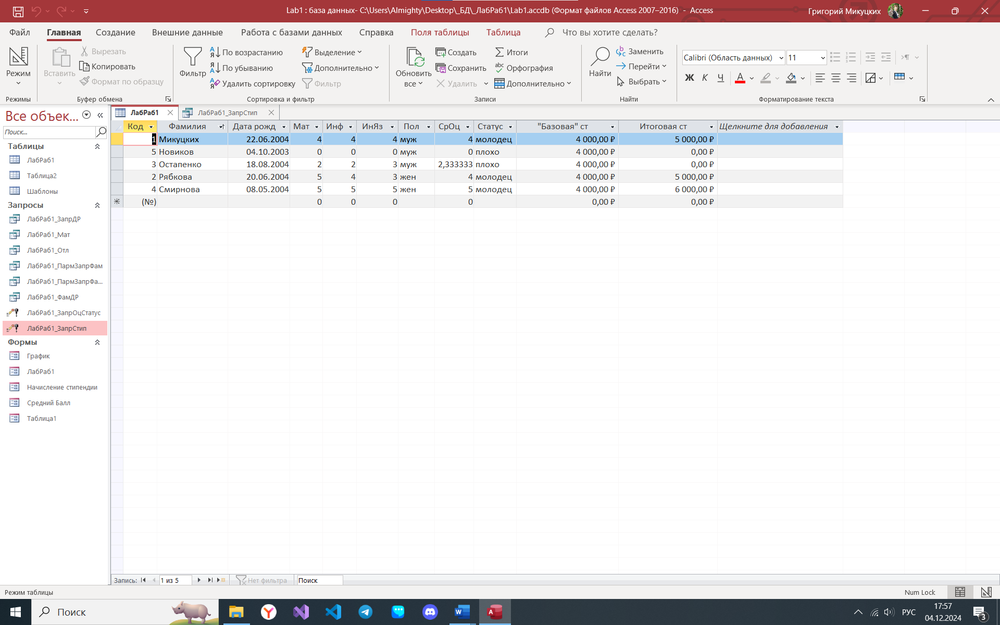 Lab1 : база данных- C:\Users\Almighty\Desktop\_БД\_ЛабРаб1\Lab1.accdb (Формат файлов Access 2007–2016) - Access
Григорий Микуцких
Файл Главная Создание Внешние данные Работа с базами данных Справка Поля таблицы Таблица Что вы хотите сделать?
Режим
Режимы
Вставить
Вырезать
Копировать
Формат по образцу
Буфер обмена
Фильтр
По возрастанию
По убыванию
Удалить сортировку
Выделение
Дополнительно
Фильтр
Сортировка и фильтр
Обновить
все
Создать
Сохранить
Удалить
Итоги
Орфография
Дополнительно
Записи
Найти
Заменить
Перейти
Выбрать
Найти
Calibri (Область данных) 11
Ж К Ч А
Форматирование текста
Все объек...
Поиск...
Таблицы
ЛабРаб1
Таблица2
Шаблоны
Запросы
ЛабРаб1_ЗапрДР
ЛабРаб1_Мат
ЛабРаб1_Отл
ЛабРаб1_ПармЗапрФам
ЛабРаб1_ПармЗапрФа...
ЛабРаб1_ФамДР
ЛабРаб1_ЗапрОцСтатус
ЛабРаб1_ЗапрСтип
Формы
График
ЛабРаб1
Начисление стипендии
Средний Балл
Таблица1
ЛабРаб1 ЛабРаб1_ЗапрСтип
Код Фамилия Дата рожд Мат Инф ИнЯз Пол СрОц Статус "Базовая" ст Итоговая ст Щелкните для добавления
1 Микуцких 22.06.2004 4 4 4 муж 4 молодец 4 000,00 ₽ 5 000,00 ₽
5 Новиков 04.10.2003 0 0 0 муж 0 плохо 4 000,00 ₽ 0,00 ₽
3 Остапенко 18.08.2004 2 2 3 муж 2,333333 плохо 4 000,00 ₽ 0,00 ₽
2 Рябкова 20.06.2004 5 4 3 жен 4 молодец 4 000,00 ₽ 5 000,00 ₽
4 Смирнова 08.05.2004 5 5 5 жен 5 молодец 4 000,00 ₽ 6 000,00 ₽
(№) 0 0 0 0 0,00 ₽ 0,00 ₽
Запись: 1 из 5 Нет фильтра Поиск
Режим таблицы
Num Lock
Поиск
РУС
17:57
04.12.2024
3